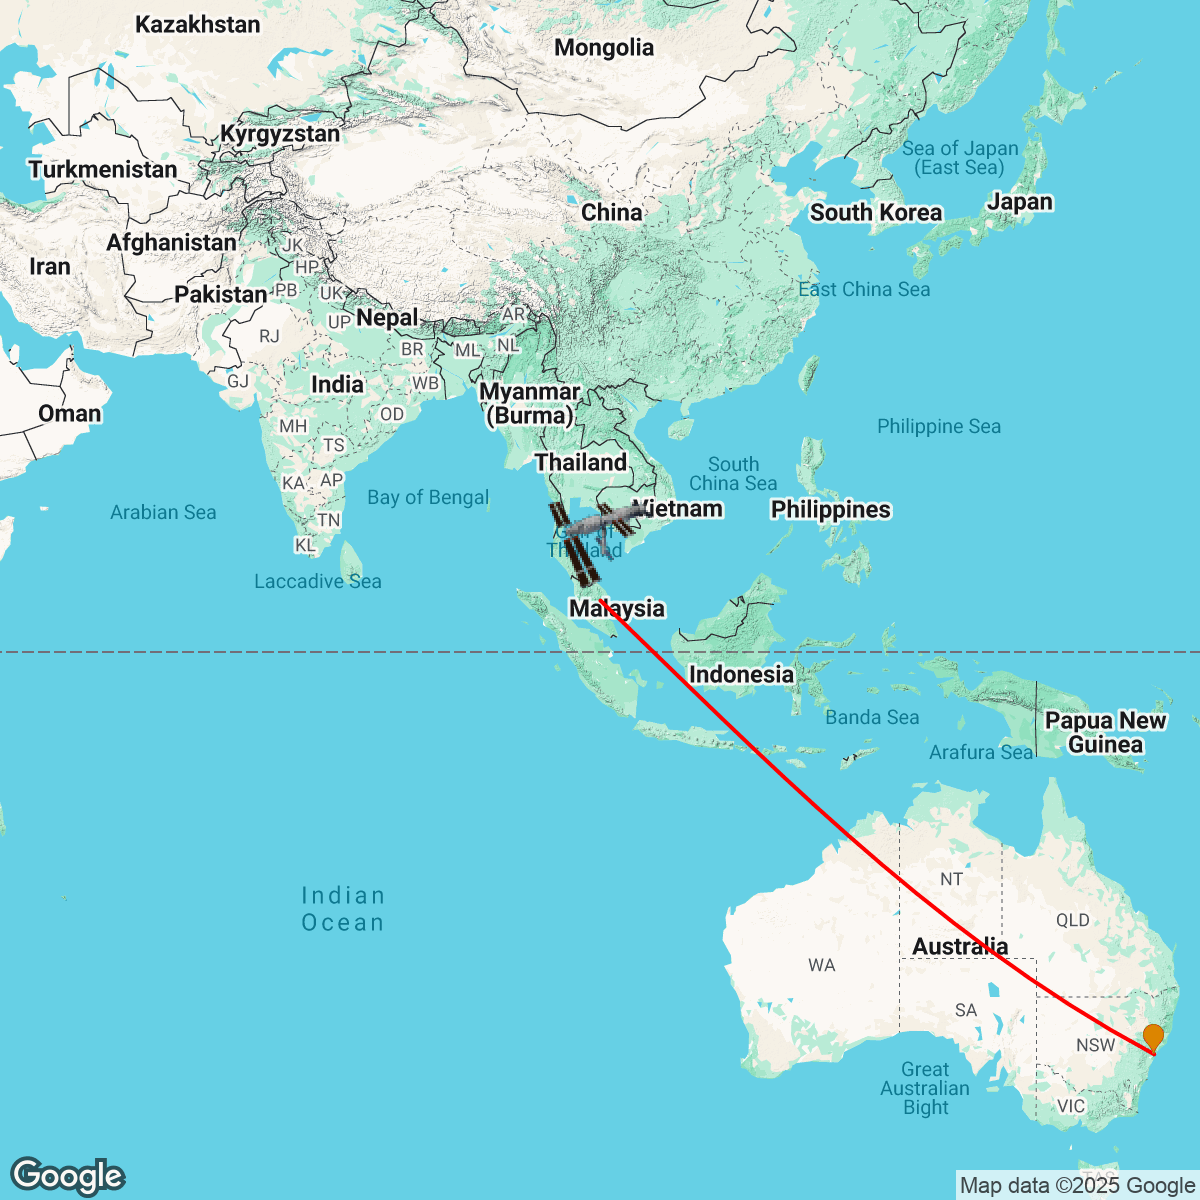 Kazakhstan
Mongolia
Kyrgyzstan
Sea of Japan
(East Sea)
Turkmenistan
Japan
China
South Korea
Afghanistan
JK
Iran
HP
East China Sea
Pakistan
PB
UK
AR
Nepal
UP
RJ
NL
BR
ML
GJ
India
WB
Myanmar
(Burma)
Oman
OD
MH
Philippine Sea
TS
Thailand
South
China Sea
KA
AP
Bay of Bengal
Arabian Sea
Vietnam
Philippines
TN
Gulf of
Thailand
KL
Laccadive Sea
Malaysia
Indonesia
Banda Sea
Papua New
Guinea
Arafura Sea
NT
Indian
Ocean
QLD
Australia
WA
SA
NSW
Great
Australian
Bight
VIC
TAS
Google
Map data ©2025 Google